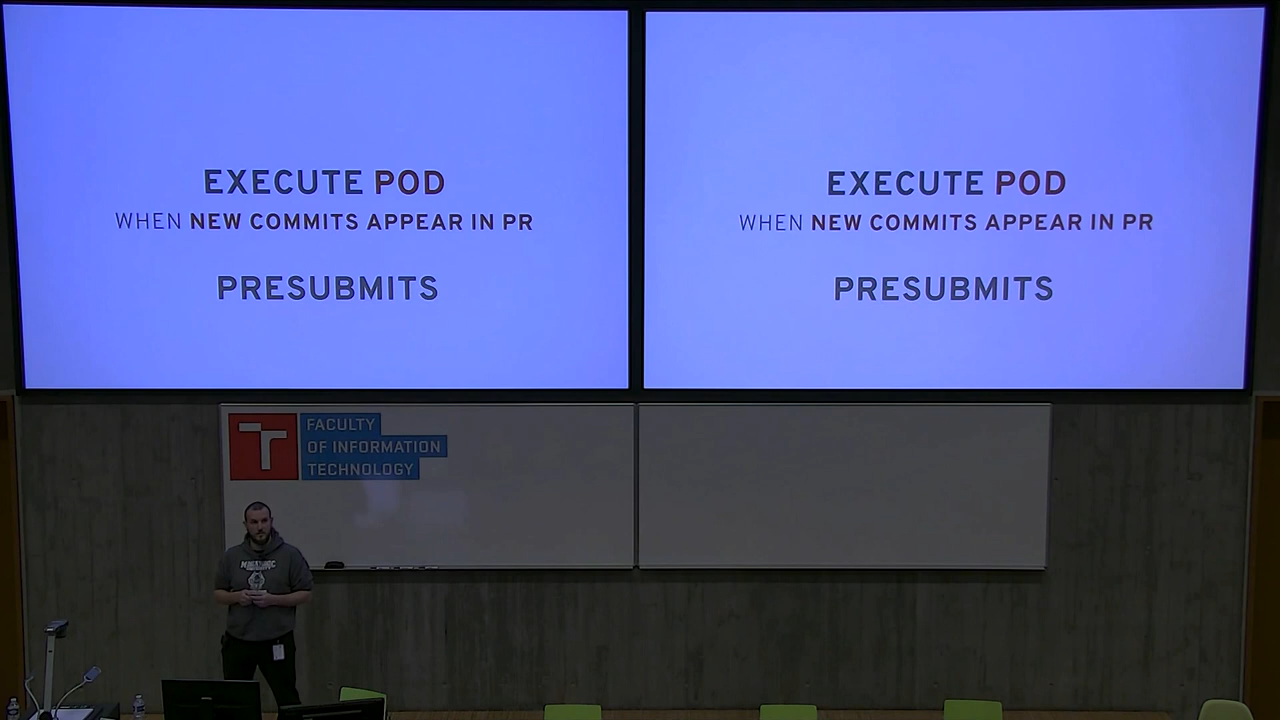 EXECUTE POD
WHEN NEW COMMITS APPEAR IN PR
PRESUBMITS
EXECUTE POD
WHEN NEW COMMITS APPEAR IN PR
PRESUBMITS
T FACULTY
OF INFORMATION
TECHNOLOGY